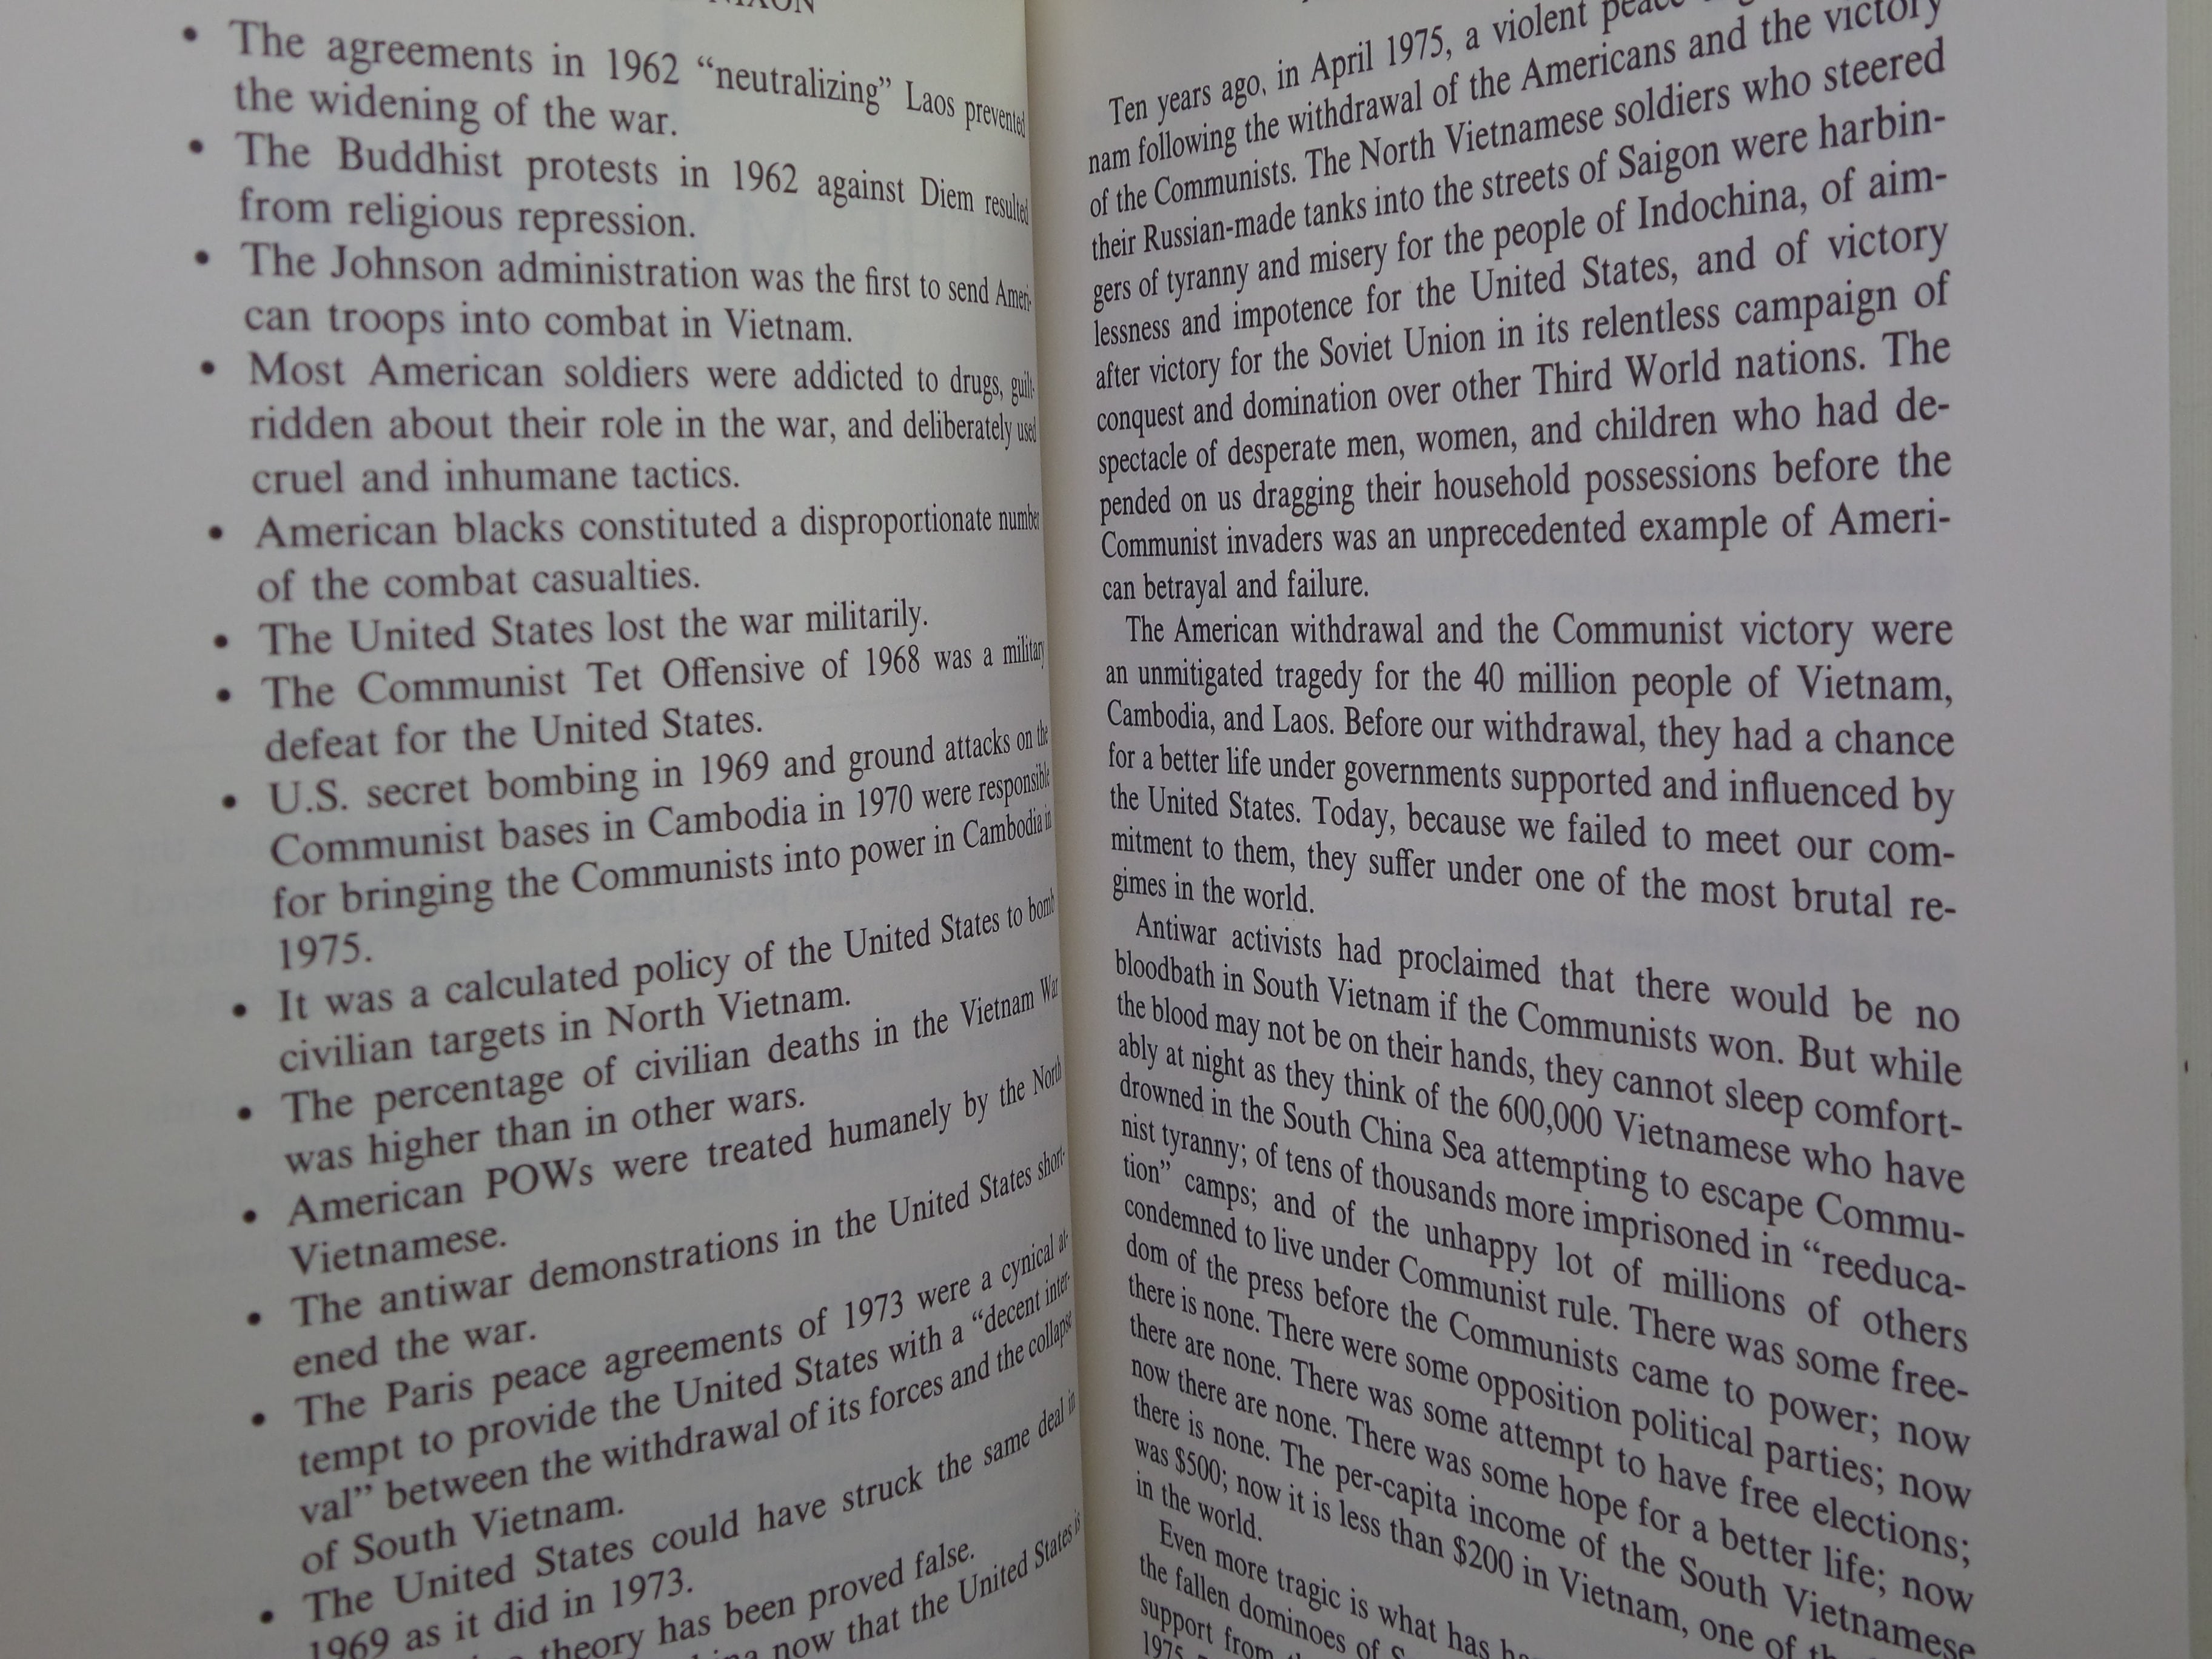 NIXON
• The agreements in 1962 “neutralizing” Laos prevented
the widening of the war.
• The Buddhist protests in 1962 against Diem resulted
from religious repression.
• The Johnson administration was the first to send Ameri-
can troops into combat in Vietnam.
• Most American soldiers were addicted to drugs, guilt-
ridden about their role in the war, and deliberately used
cruel and inhumane tactics.
• American blacks constituted a disproportionate number
of the combat casualties.
• The United States lost the war militarily.
• The Communist Tet Offensive of 1968 was a military
defeat for the United States.
• U.S. secret bombing in 1969 and ground attacks on the
Communist bases in Cambodia in 1970 were responsible
for bringing the Communists into power in Cambodia in
1975.
• It was a calculated policy of the United States to bomb
civilian targets in North Vietnam.
• The percentage of civilian deaths in the Vietnam War
was higher than in other wars.
• American POWs were treated humanely by the North
Vietnamese.
• The antiwar demonstrations in the United States short-
ened the war.
• The Paris peace agreements of 1973 were a cynical at-
tempt to provide the United States with a “decent inter-
val” between the withdrawal of its forces and the collapse
of South Vietnam.
• The United States could have struck the same deal in
1969 as it did in 1973.
theory has been proved false.
now that the United States is
Ten years ago, in April 1975, a violent peace
nam following the withdrawal of the Americans and the victory
of the Communists. The North Vietnamese soldiers who steered
their Russian-made tanks into the streets of Saigon were harbin-
gers of tyranny and misery for the people of Indochina, of aim-
lessness and impotence for the United States, and of victory
after victory for the Soviet Union in its relentless campaign of
conquest and domination over other Third World nations. The
spectacle of desperate men, women, and children who had de-
pended on us dragging their household possessions before the
Communist invaders was an unprecedented example of Ameri-
can betrayal and failure.
The American withdrawal and the Communist victory were
an unmitigated tragedy for the 40 million people of Vietnam,
Cambodia, and Laos. Before our withdrawal, they had a chance
for a better life under governments supported and influenced by
the United States. Today, because we failed to meet our com-
mitment to them, they suffer under one of the most brutal re-
gimes in the world.
Antiwar activists had proclaimed that there would be no
bloodbath in South Vietnam if the Communists won. But while
the blood may not be on their hands, they cannot sleep comfort-
ably at night as they think of the 600,000 Vietnamese who have
drowned in the South China Sea attempting to escape Commu-
nist tyranny; of tens of thousands more imprisoned in “reeduca-
tion” camps; and of the unhappy lot of millions of others
condemned to live under Communist rule. There was some free-
dom of the press before the Communists came to power; now
there is none. There were some opposition political parties; now
there are none. There was some attempt to have free elections;
now there are none. There was some hope for a better life; now
there is none. The per-capita income of the South Vietnamese
was $500; now it is less than $200 in Vietnam, one of
in the world.
Even more tragic is what has
the fallen dominoes of
support from
1975